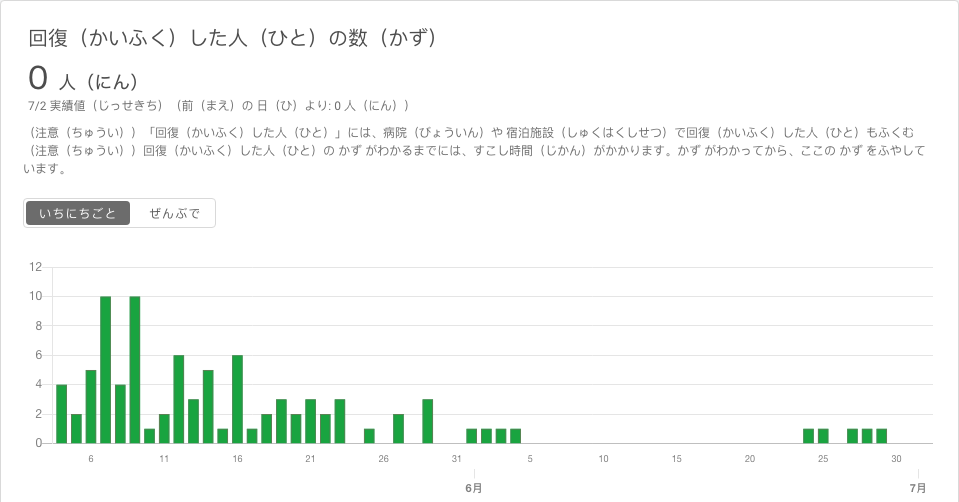 回復（かいふく）した人（ひと）の数（かず）
0 人（にん）
7/2 実績値（じっせきち）（前（まえ）の 日（ひ）より: 0 人（にん））
（注意（ちゅうい））「回復（かいふく）した人（ひと）」には、病院（びょういん）や 宿泊施設（しゅくはくしせつ）で回復（かいふく）した人（ひと）もふくむ
（注意（ちゅうい））回復（かいふく）した人（ひと）の かず がわかるまでには、すこし時間（じかん）がかかります。かず がわかってから、ここの かず をふやして
います。
いちにちごと ぜんぶで
12
10
8
6
4
2
0
6 11 16 21 26 31 5 10 15 20 25 30
6月 7月